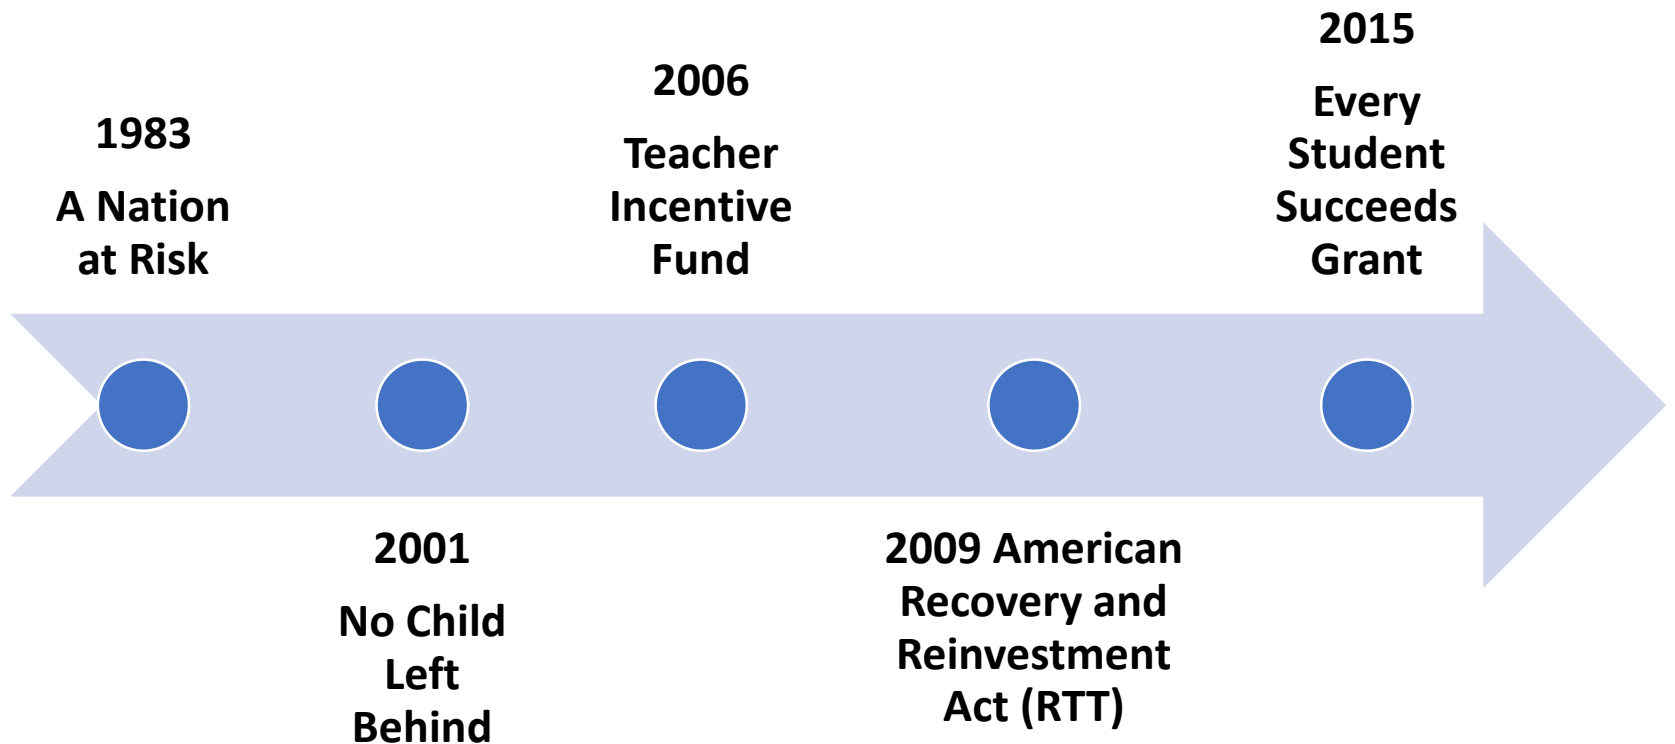 1983
A Nation
at Risk
2001
No Child
Left
Behind
2006
Teacher
Incentive
Fund
2009 American
Recovery and
Reinvestment
Act (RTT)
2015
Every
Student
Succeeds
Grant